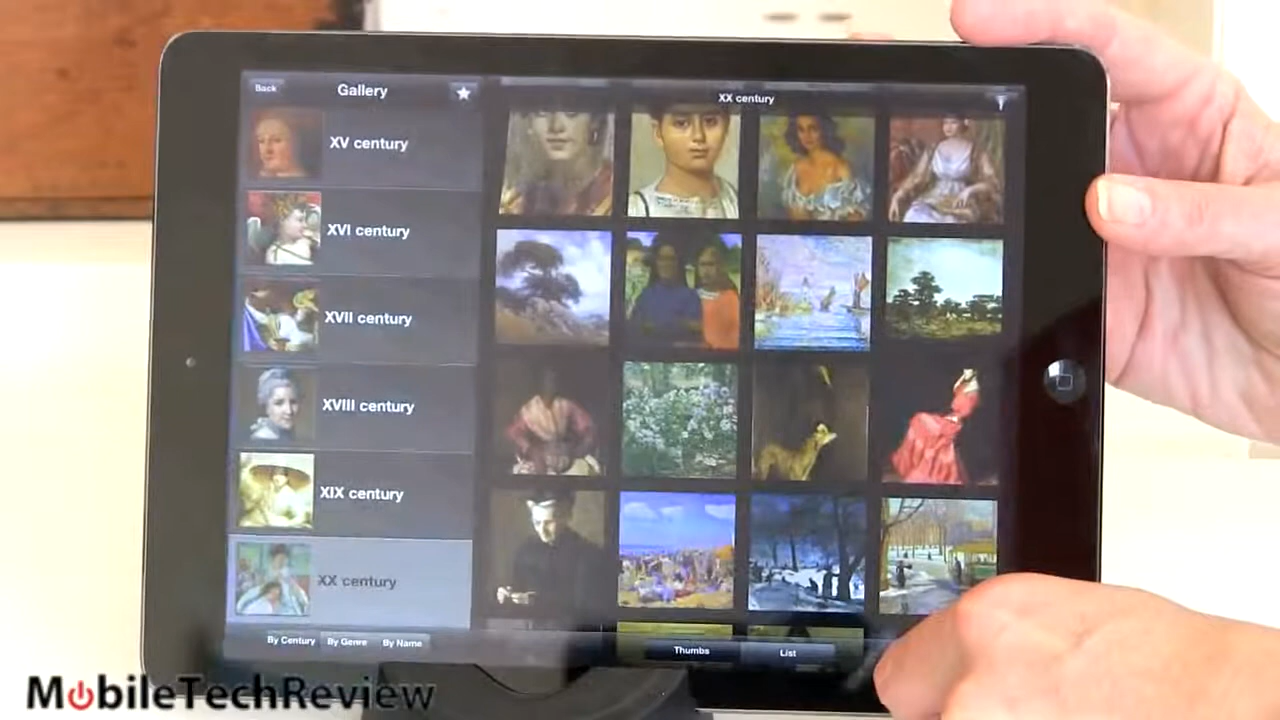 Back
Gallery
XX century
XV century
XVI century
XVII century
XVIII century
XIX century
XX century
By Century
By Genre
By Name
Thumbs
List
MobileTechReview